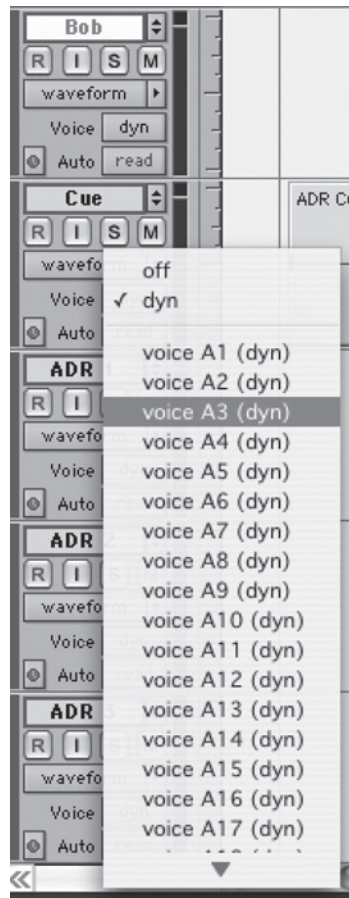 Bob
R I S M
waveform
Voice dyn
Auto read
Cue
R I S M
ADR
wavefo
Voice
Auto
ADR
R I
wavefo
Voice
Auto
ADR 2
R I S M
wavefo
Voice
Auto
ADR 3
R I S
wavefo
Voice
Auto
off
✓ dyn
voice A1 (dyn)
voice A2 (dyn)
voice A3 (dyn)
voice A4 (dyn)
voice A5 (dyn)
voice A6 (dyn)
voice A7 (dyn)
voice A8 (dyn)
voice A9 (dyn)
voice A10 (dyn)
voice A11 (dyn)
voice A12 (dyn)
voice A13 (dyn)
voice A14 (dyn)
voice A15 (dyn)
voice A16 (dyn)
voice A17 (dyn)